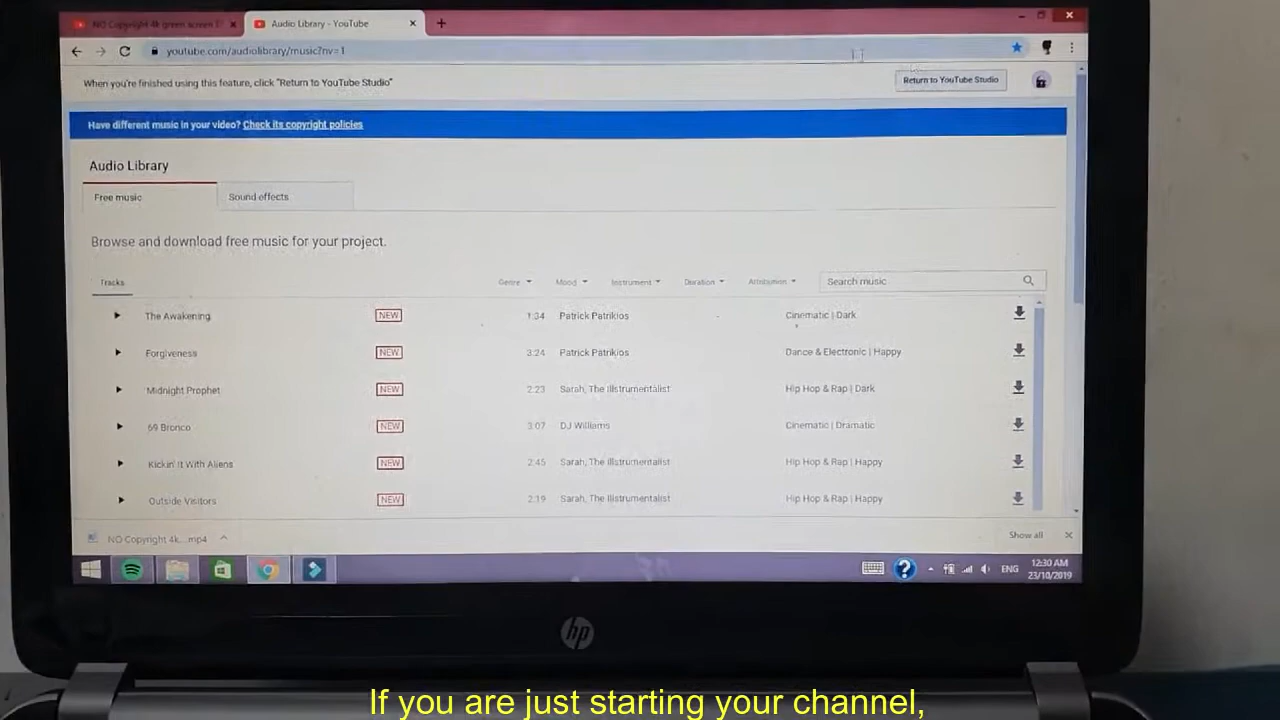 NO Copyright 4k green screen
Audio Library - YouTube
youtube.com/audiolibrary/music?nv=1
When you're finished using this feature, click "Return to YouTube Studio"
Return to YouTube Studio
Have different music in your video? Check its copyright policies
Audio Library
Free music
Sound effects
Browse and download free music for your project.
Tracks Genre Mood Instrument Duration Attribution Search music
The Awakening NEW 1:34 Patrick Patrikios Cinematic | Dark
Forgiveness NEW 3:24 Patrick Patrikios Dance & Electronic | Happy
Midnight Prophet NEW 2:23 Sarah, The Illstrumentalist Hip Hop & Rap | Dark
69 Bronco NEW 3:07 DJ Williams Cinematic | Dramatic
Kickin' It With Aliens NEW 2:45 Sarah, The Illstrumentalist Hip Hop & Rap | Happy
Outside Visitors NEW 2:19 Sarah, The Illstrumentalist Hip Hop & Rap | Happy
NO Copyright 4k....mp4
Show all
ENG
12:30 AM
23/10/2019
hp
If you are just starting your channel,